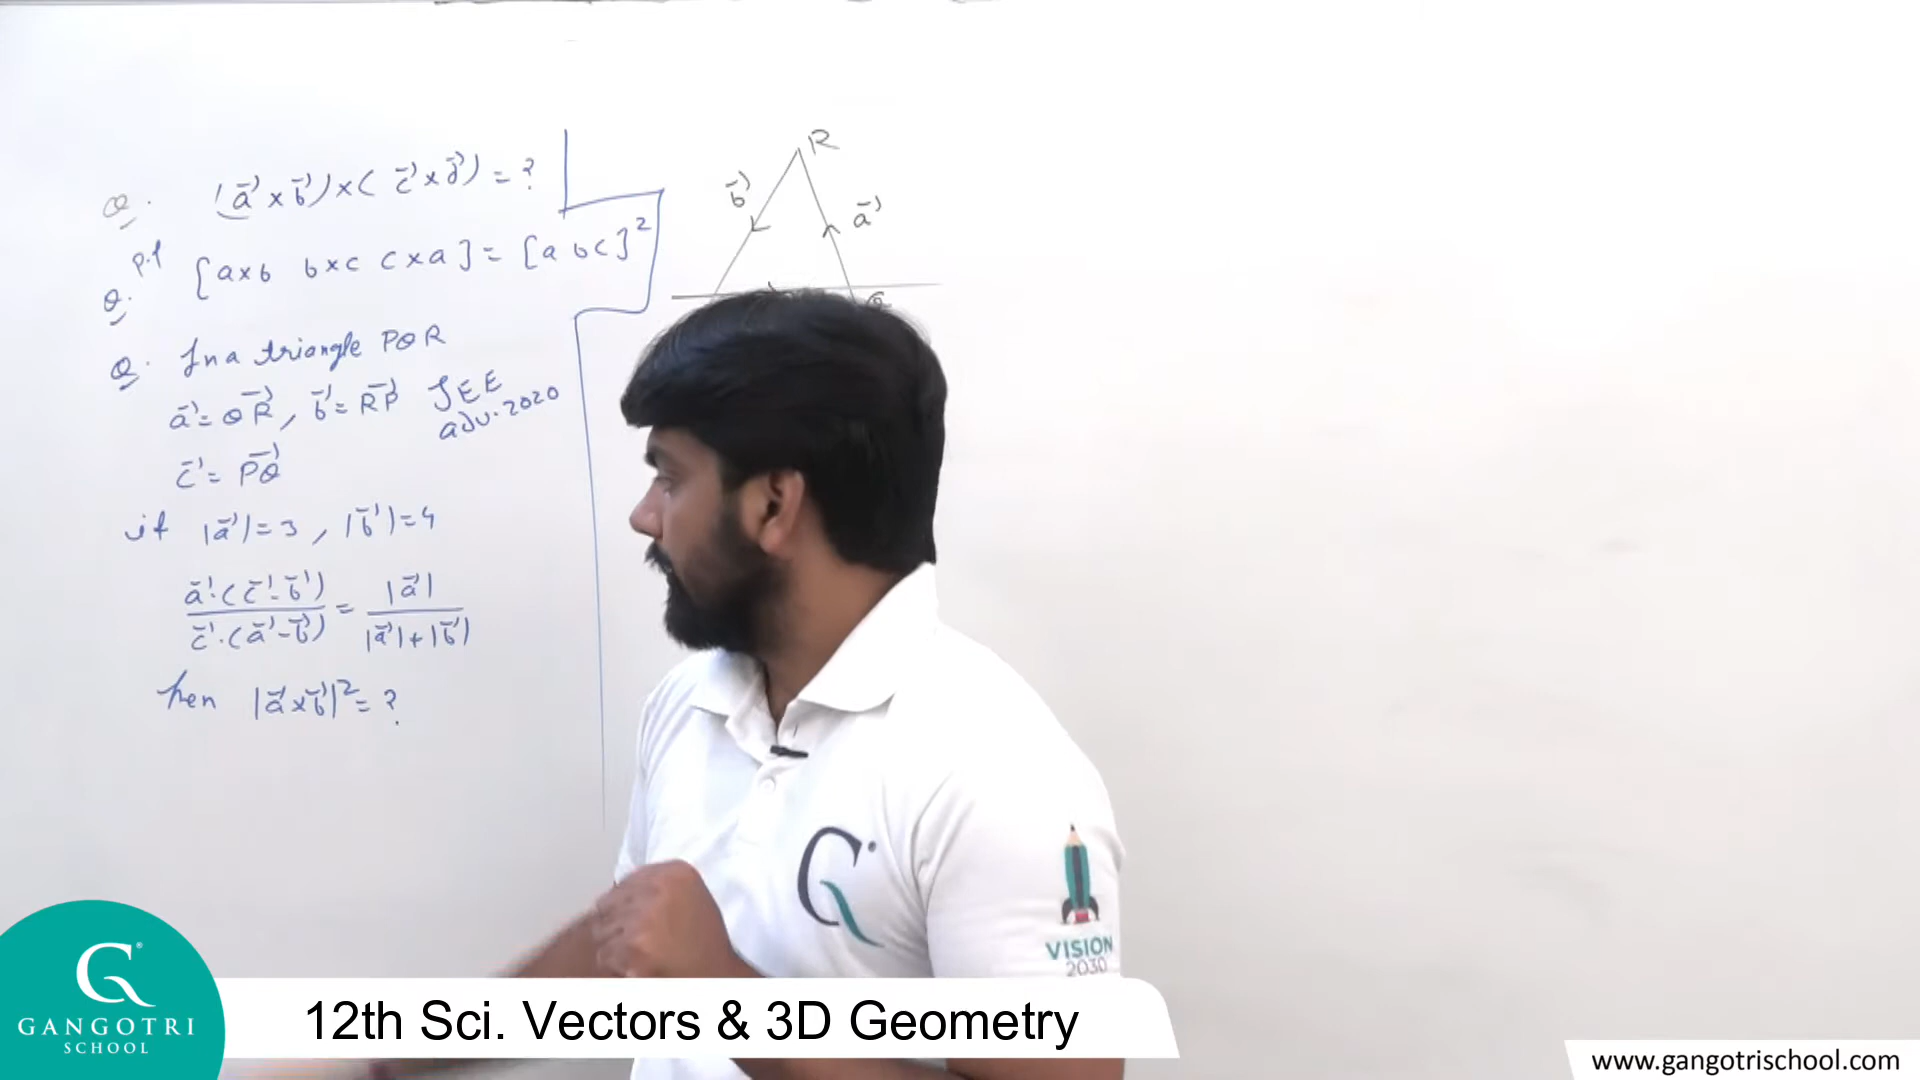 Q. (a⃗ × b⃗) × (c⃗ × d⃗) = ?
P.T
Q. [a×b b×c c×a] = [a b c]²
Q. In a triangle PQR
a⃗ = QR⃗, b⃗ = RP⃗ JEE
adv. 2020
c⃗ = PQ⃗
if |a⃗| = 3, |b⃗| = 4
a⃗·(c⃗ - b⃗) / c⃗·(a⃗ - b⃗) = |a⃗| / |a⃗| + |b⃗|
then |a⃗ × b⃗|² = ?
R
b⃗
a⃗
Q
G
VISION
2030
G
GANGOTRI
SCHOOL
12th Sci. Vectors & 3D Geometry
www.gangotrischool.com